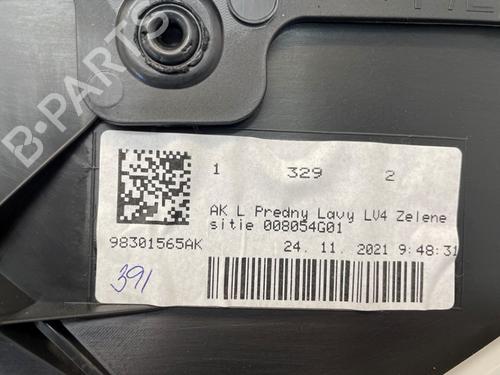 B-PARTS
1 329 2
AK L Predny Lavy LV4 Zelene
sitie 008054G01
98301565AK 24. 11. 2021 9:48:31
391